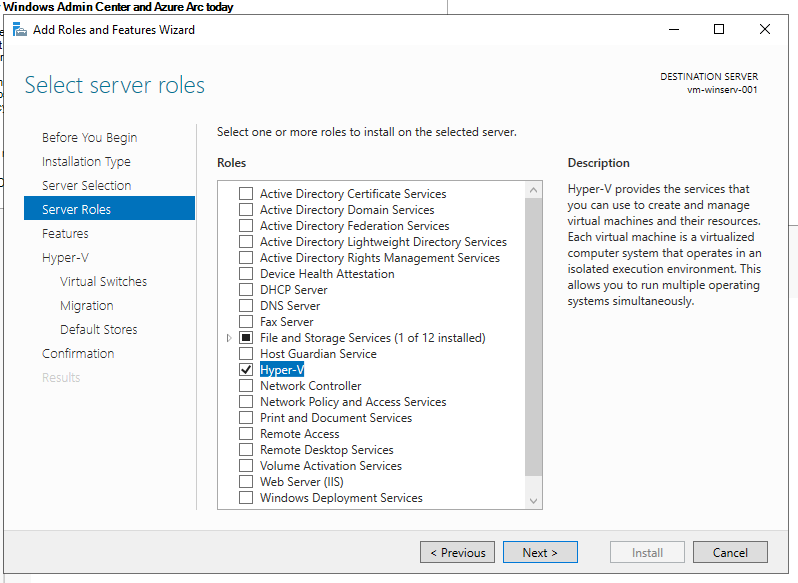 Windows Admin Center and Azure Arc today
Add Roles and Features Wizard
Select server roles
DESTINATION SERVER
vm-winserv-001
Before You Begin
Installation Type
Server Selection
Server Roles
Features
Hyper-V
Virtual Switches
Migration
Default Stores
Confirmation
Results
Select one or more roles to install on the selected server.
Roles
Active Directory Certificate Services
Active Directory Domain Services
Active Directory Federation Services
Active Directory Lightweight Directory Services
Active Directory Rights Management Services
Device Health Attestation
DHCP Server
DNS Server
Fax Server
File and Storage Services (1 of 12 installed)
Host Guardian Service
Hyper-V
Network Controller
Network Policy and Access Services
Print and Document Services
Remote Access
Remote Desktop Services
Volume Activation Services
Web Server (IIS)
Windows Deployment Services
Description
Hyper-V provides the services that
you can use to create and manage
virtual machines and their resources.
Each virtual machine is a virtualized
computer system that operates in an
isolated execution environment. This
allows you to run multiple operating
systems simultaneously.
< Previous
Next >
Install
Cancel